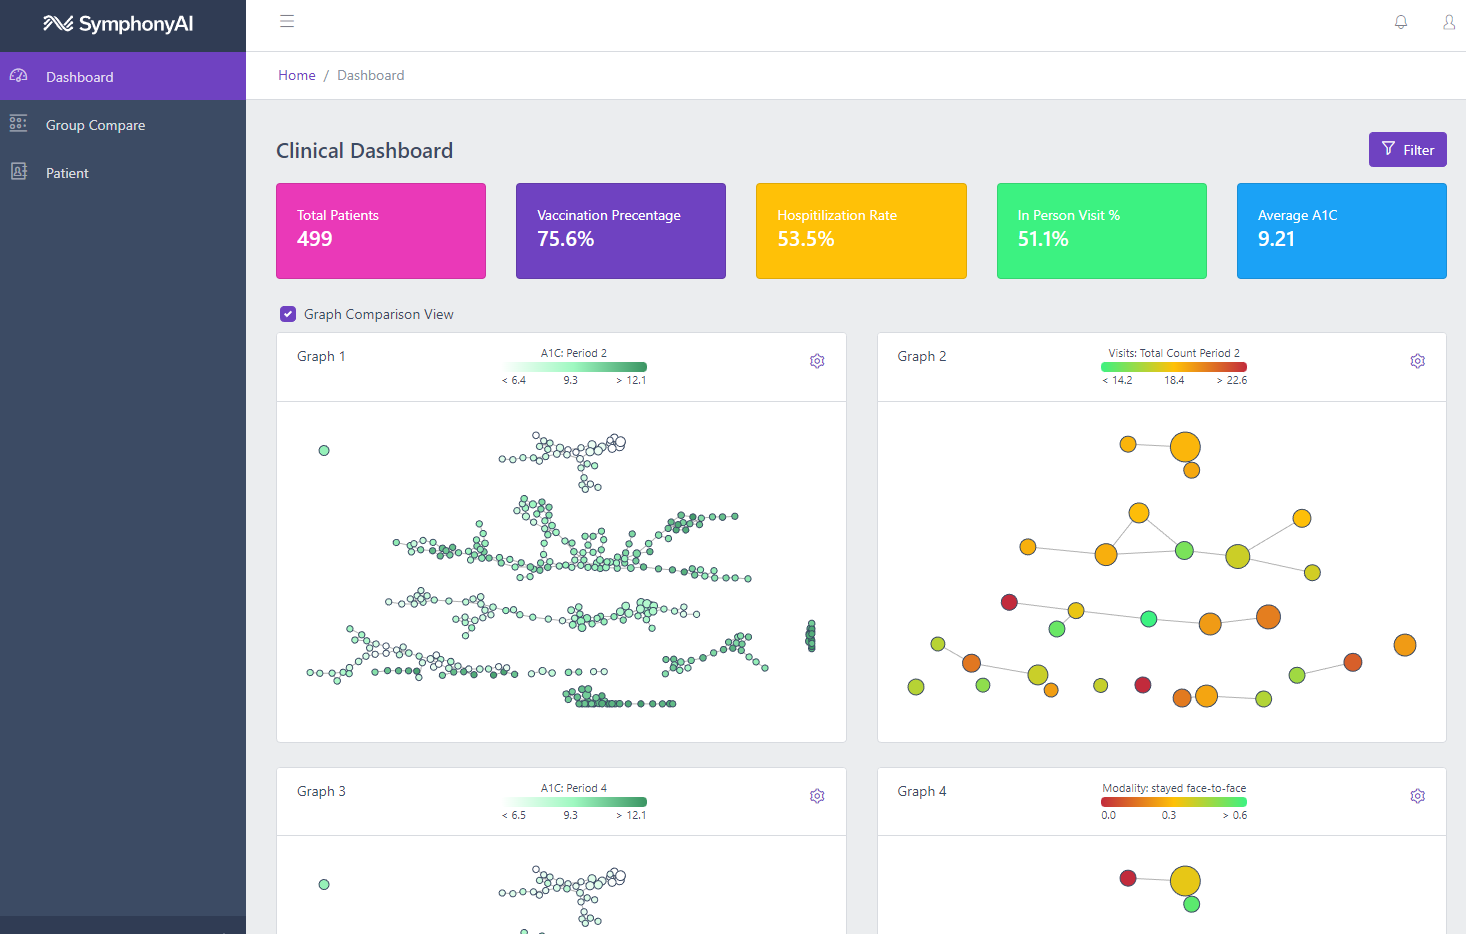 SymphonyAI
Dashboard
Group Compare
Patient
Home / Dashboard
Clinical Dashboard
Filter
Total Patients
499
Vaccination Precentage
75.6%
Hospitilization Rate
53.5%
In Person Visit %
51.1%
Average A1C
9.21
Graph Comparison View
Graph 1
A1C: Period 2
< 6.4 9.3 > 12.1
Graph 2
Visits: Total Count Period 2
< 14.2 18.4 > 22.6
Graph 3
A1C: Period 4
< 6.5 9.3 > 12.1
Graph 4
Modality: stayed face-to-face
0.0 0.3 > 0.6